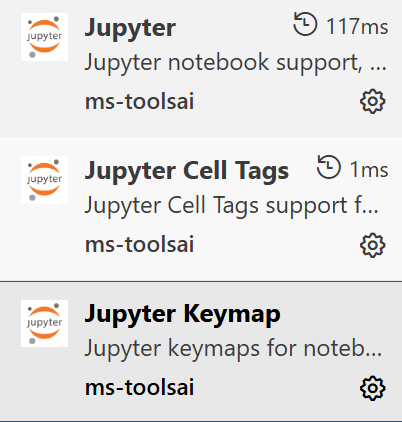 jupyter
Jupyter 117ms
Jupyter notebook support, ...
ms-toolsai
jupyter
Jupyter Cell Tags 1ms
Jupyter Cell Tags support f...
ms-toolsai
jupyter
Jupyter Keymap
Jupyter keymaps for noteb...
ms-toolsai